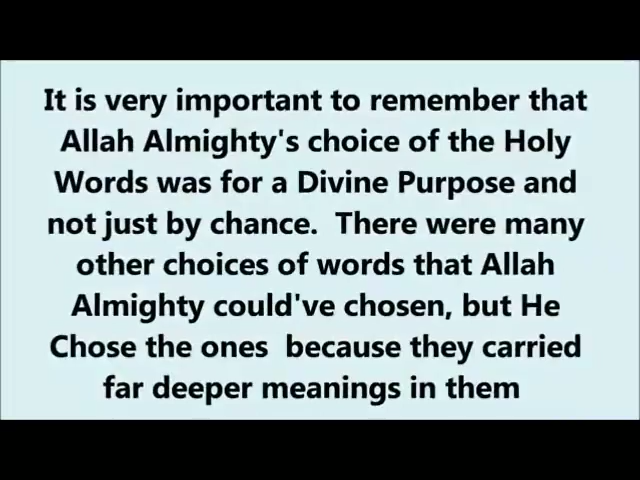 It is very important to remember that
Allah Almighty's choice of the Holy
Words was for a Divine Purpose and
not just by chance.  There were many
other choices of words that Allah
Almighty could've chosen, but He
Chose the ones  because they carried
far deeper meanings in them